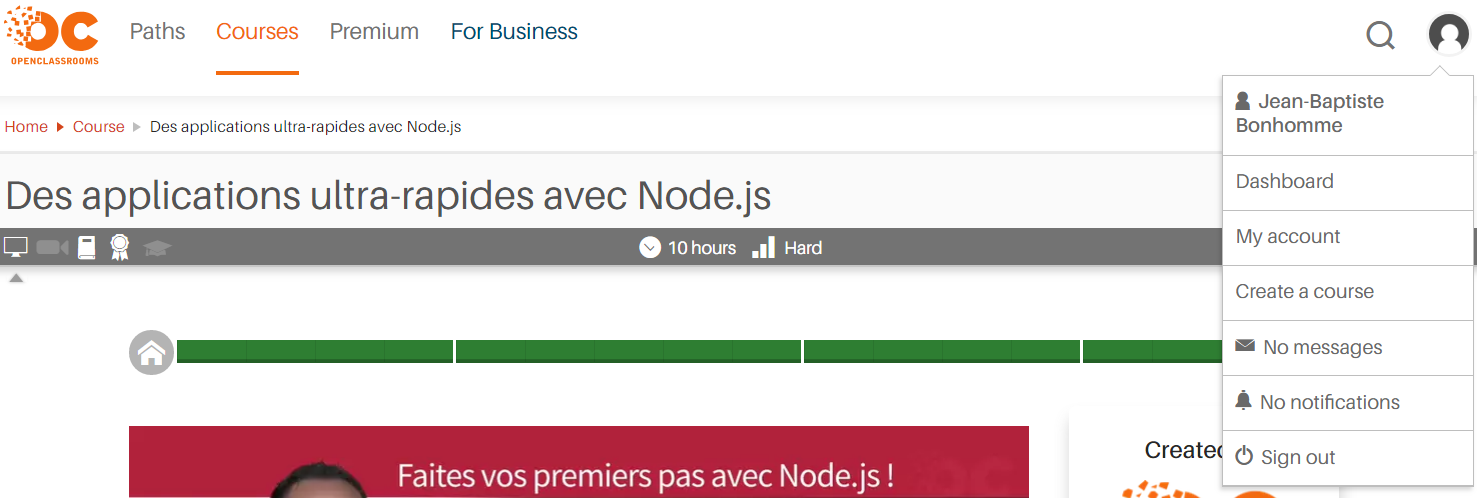 OC
OPENCLASSROOMS
Paths
Courses
Premium
For Business
Jean-Baptiste
Bonhomme
Dashboard
My account
Create a course
No messages
No notifications
Sign out
Home
Course
Des applications ultra-rapides avec Node.js
Des applications ultra-rapides avec Node.js
10 hours
Hard
Faites vos premiers pas avec Node.js !
Created